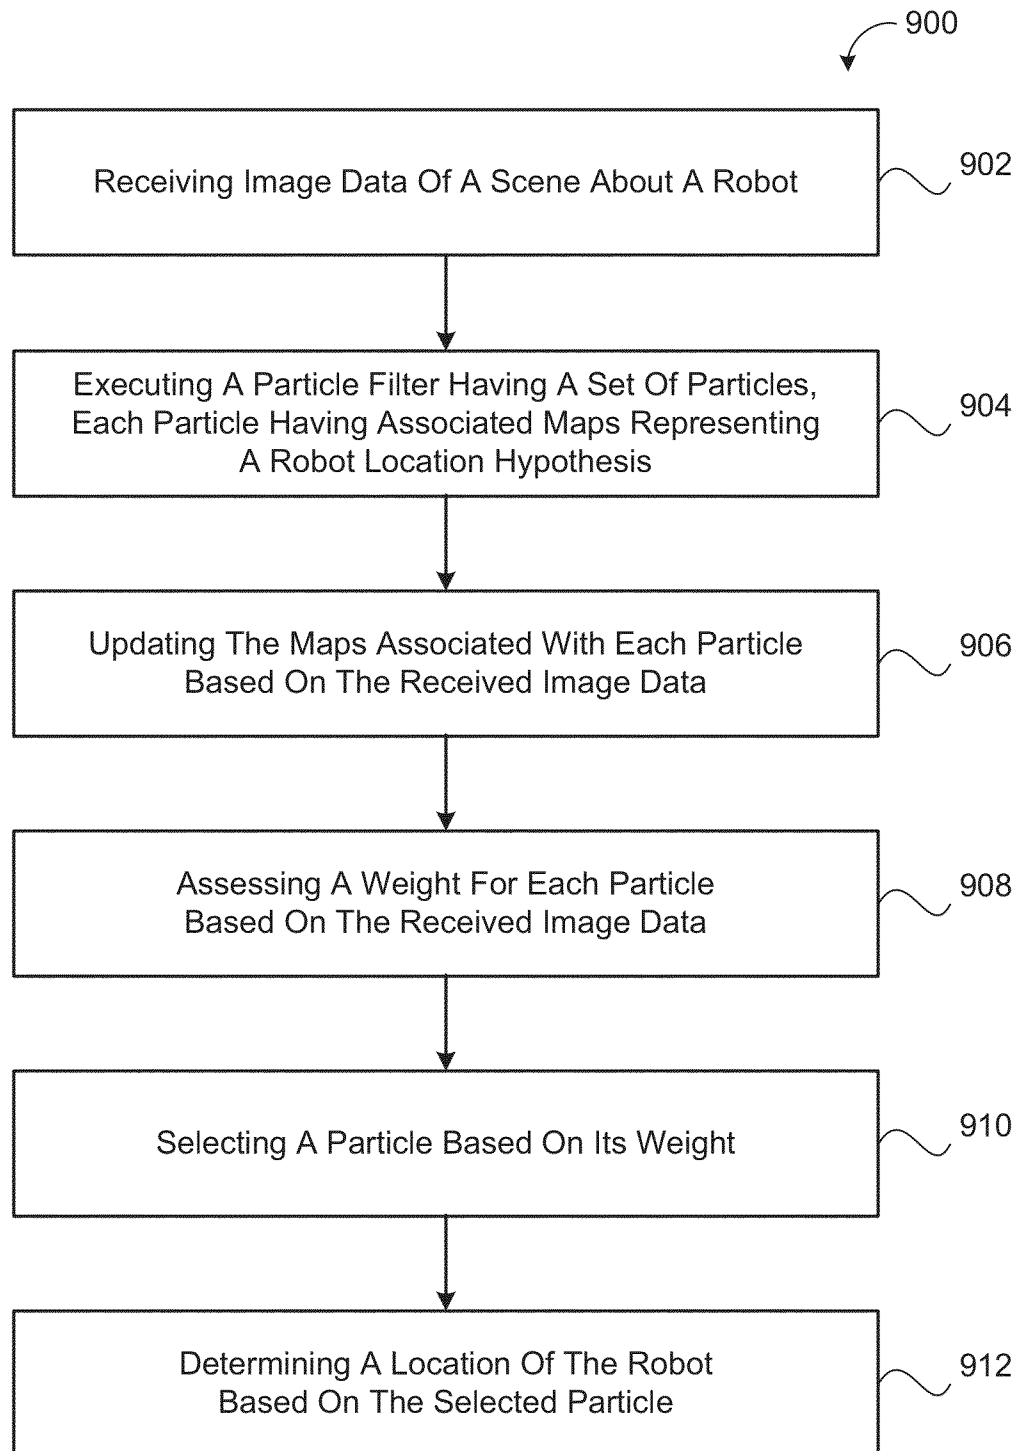 900
Receiving Image Data Of A Scene About A Robot
902
Executing A Particle Filter Having A Set Of Particles,
Each Particle Having Associated Maps Representing
A Robot Location Hypothesis
904
Updating The Maps Associated With Each Particle
Based On The Received Image Data
906
Assessing A Weight For Each Particle
Based On The Received Image Data
908
Selecting A Particle Based On Its Weight
910
Determining A Location Of The Robot
Based On The Selected Particle
912